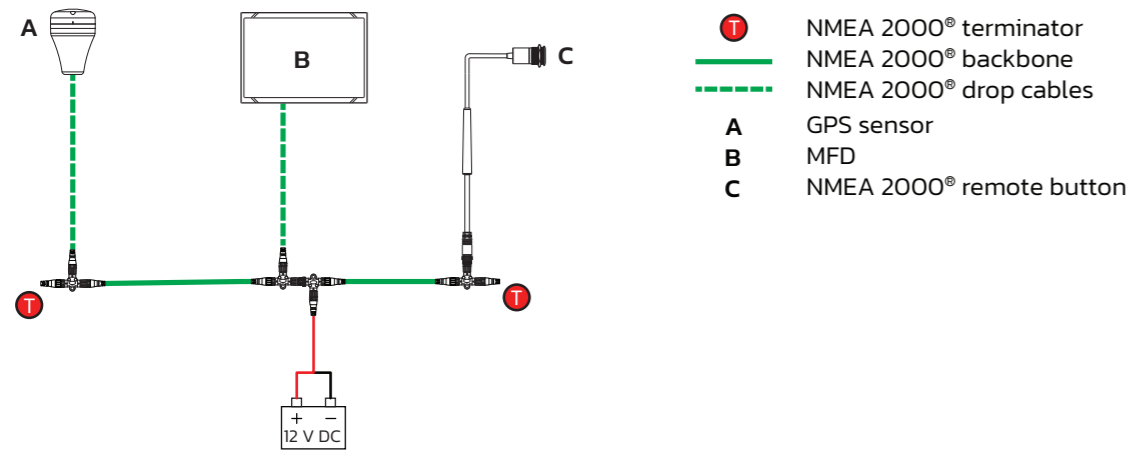 A
B
C
T
T
+ −
12 V DC
T NMEA 2000® terminator
NMEA 2000® backbone
NMEA 2000® drop cables
A GPS sensor
B MFD
C NMEA 2000® remote button